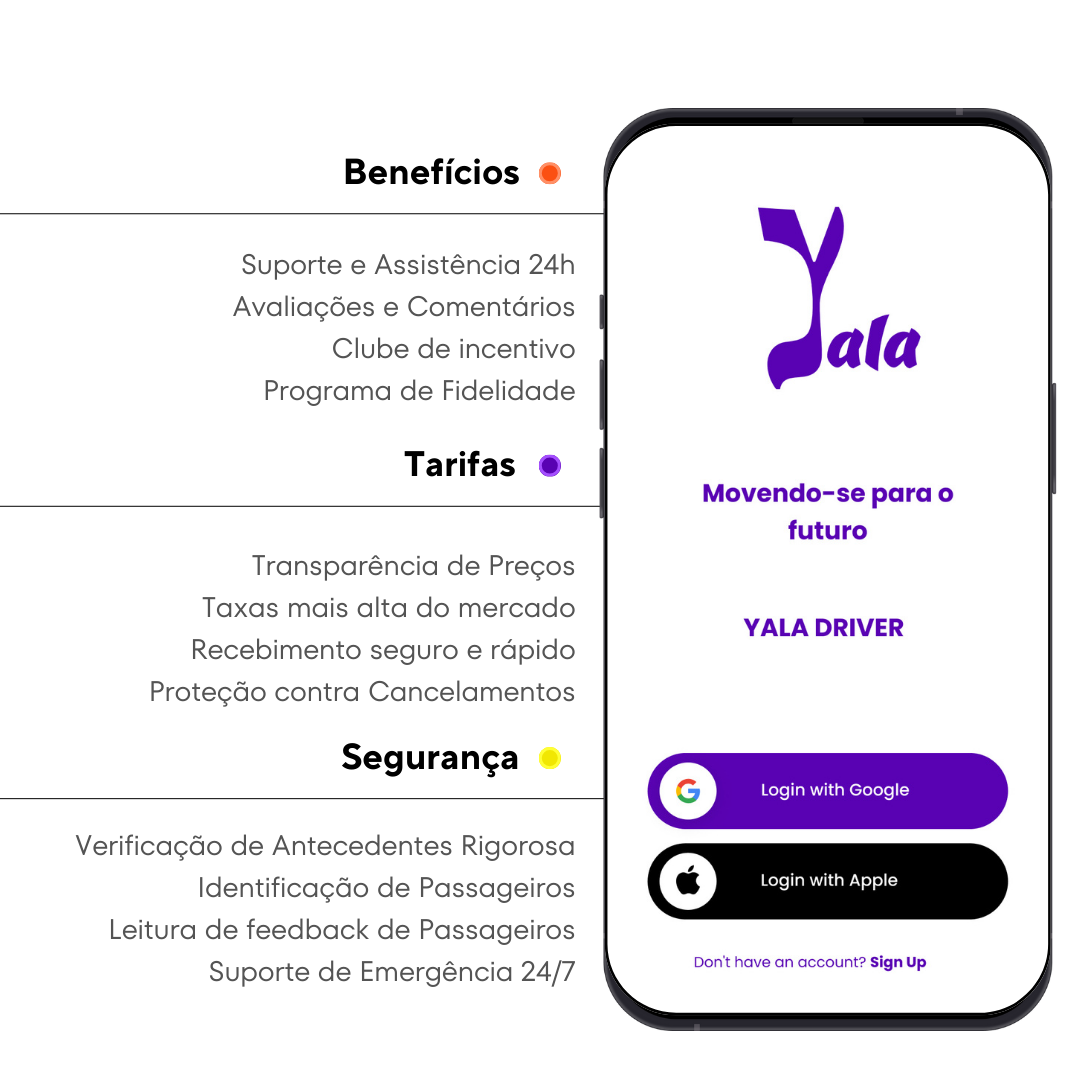 Benefícios
Suporte e Assistência 24h
Avaliações e Comentários
Clube de incentivo
Programa de Fidelidade
Tarifas
Transparência de Preços
Taxas mais alta do mercado
Recebimento seguro e rápido
Proteção contra Cancelamentos
Segurança
Verificação de Antecedentes Rigorosa
Identificação de Passageiros
Leitura de feedback de Passageiros
Suporte de Emergência 24/7
Yala
Movendo-se para o
futuro
YALA DRIVER
Login with Google
Login with Apple
Don't have an account? Sign Up